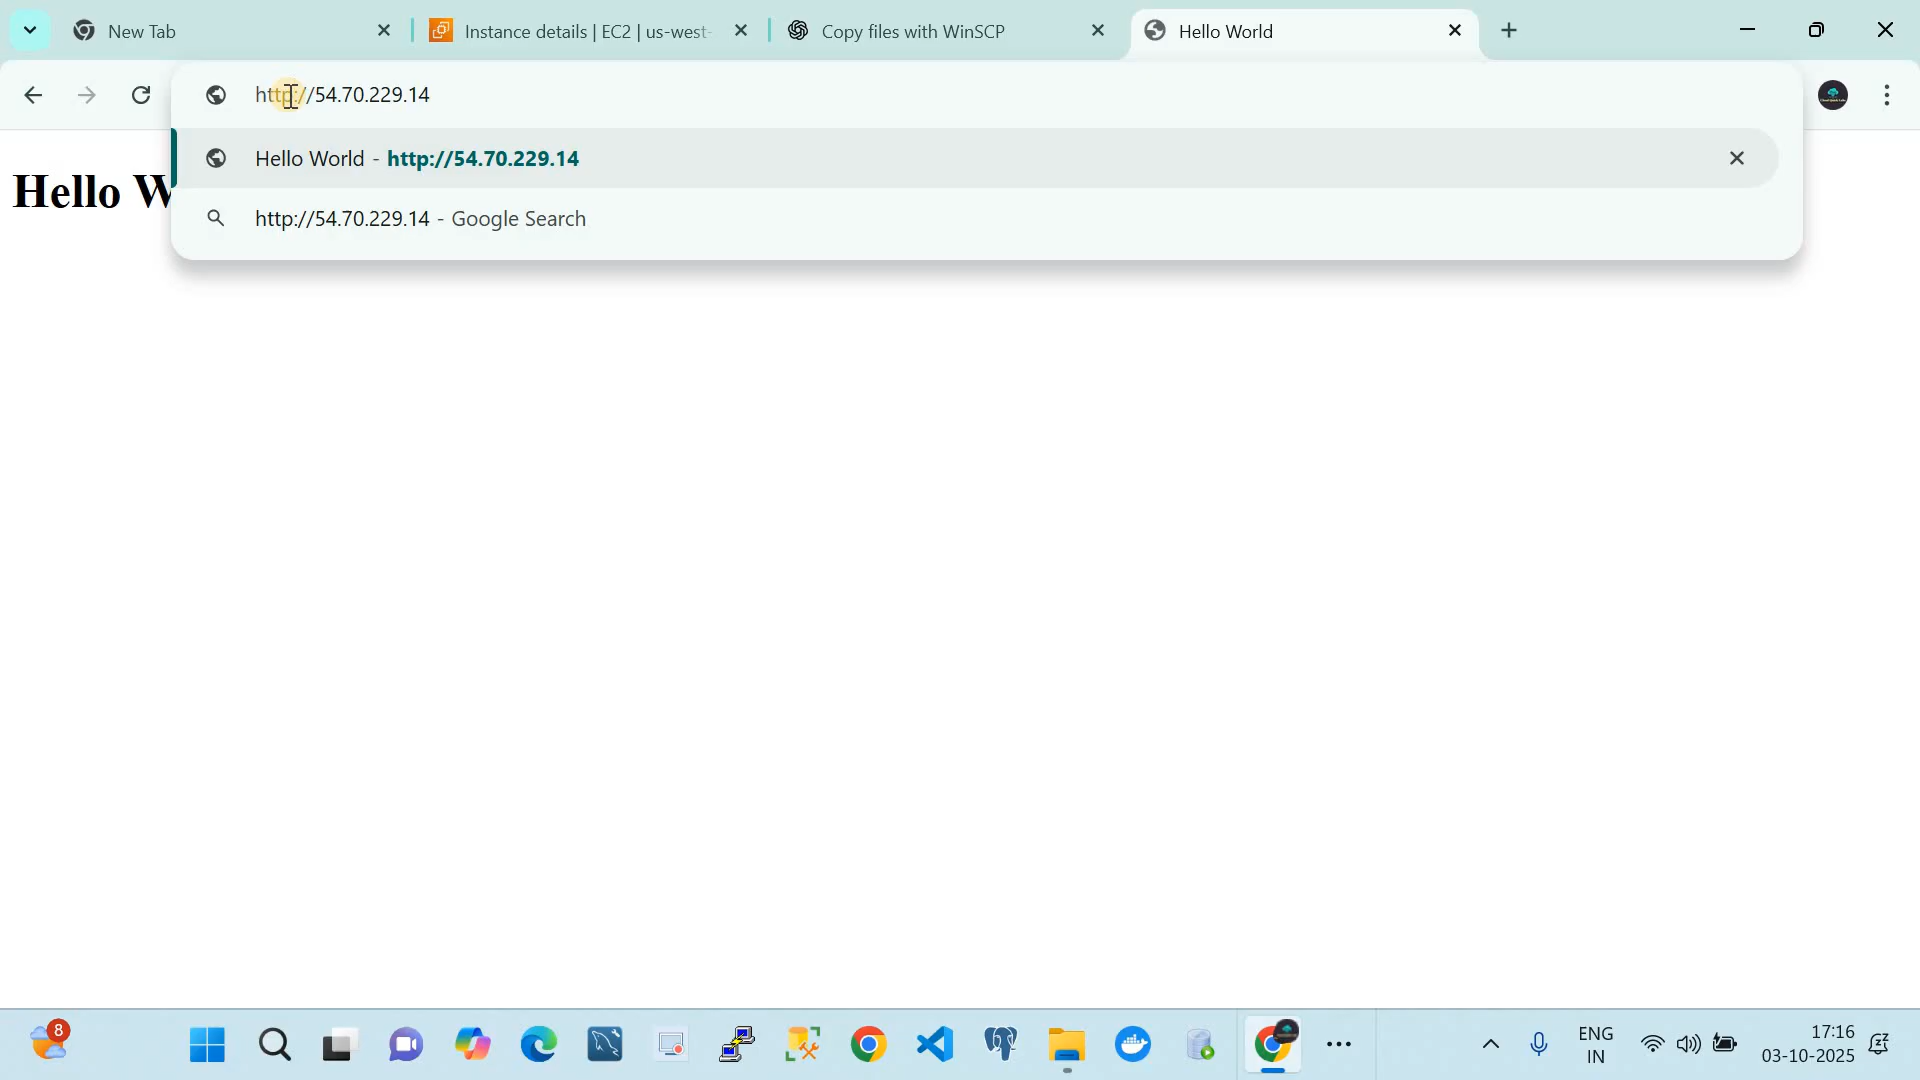 New Tab
Instance details | EC2 | us-west-
Copy files with WinSCP
Hello World
http://54.70.229.14
Hello World - http://54.70.229.14
http://54.70.229.14 - Google Search
Hello W
8
ENG
IN
17:16
03-10-2025